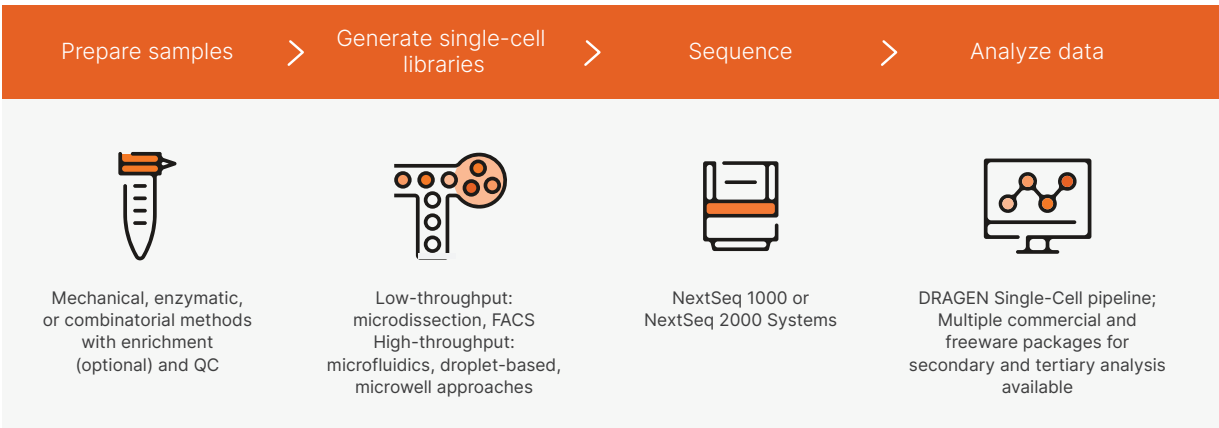 Prepare samples
Generate single-cell
libraries
Sequence
Analyze data
Mechanical, enzymatic,
or combinatorial methods
with enrichment
(optional) and QC
Low-throughput:
microdissection, FACS
High-throughput:
microfluidics, droplet-based,
microwell approaches
NextSeq 1000 or
NextSeq 2000 Systems
DRAGEN Single-Cell pipeline;
Multiple commercial and
freeware packages for
secondary and tertiary analysis
available